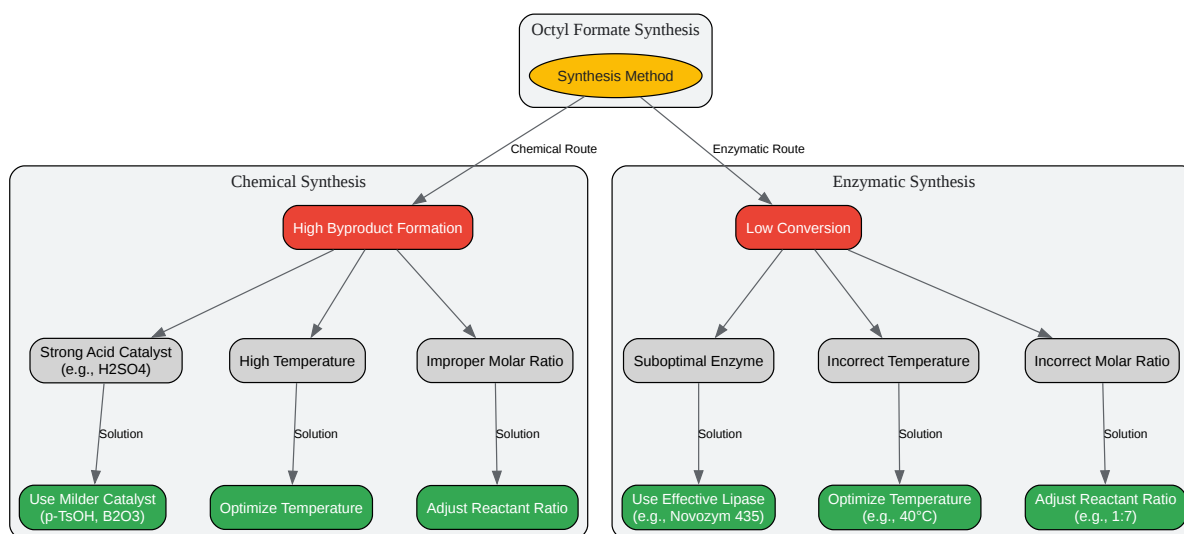 Octyl Formate Synthesis
Synthesis Method
Chemical Route
Enzymatic Route
Chemical Synthesis
High Byproduct Formation
Strong Acid Catalyst
(e.g., H2SO4)
High Temperature
Improper Molar Ratio
Solution
Solution
Solution
Use Milder Catalyst
(p-TsOH, B2O3)
Optimize Temperature
Adjust Reactant Ratio
Enzymatic Synthesis
Low Conversion
Suboptimal Enzyme
Incorrect Temperature
Incorrect Molar Ratio
Solution
Solution
Solution
Use Effective Lipase
(e.g., Novozym 435)
Optimize Temperature
(e.g., 40°C)
Adjust Reactant Ratio
(e.g., 1:7)